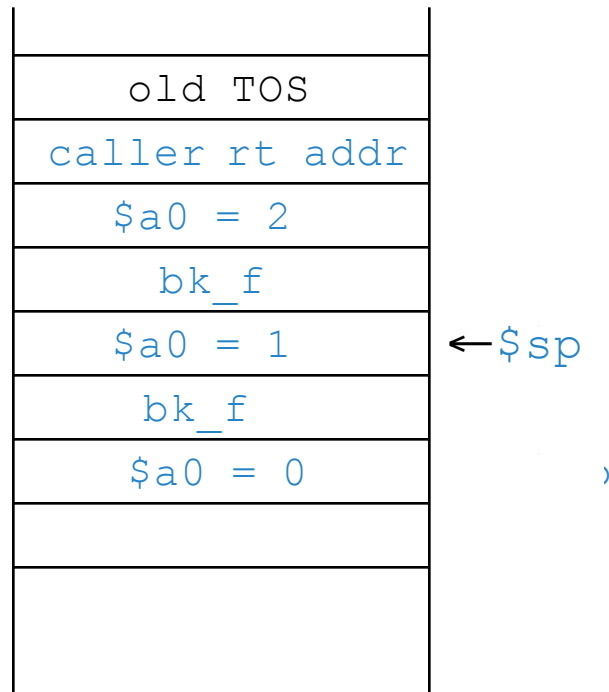 old TOS
caller rt addr
$a0 = 2
bk_f
$a0 = 1 ←$sp
bk_f
$a0 = 0